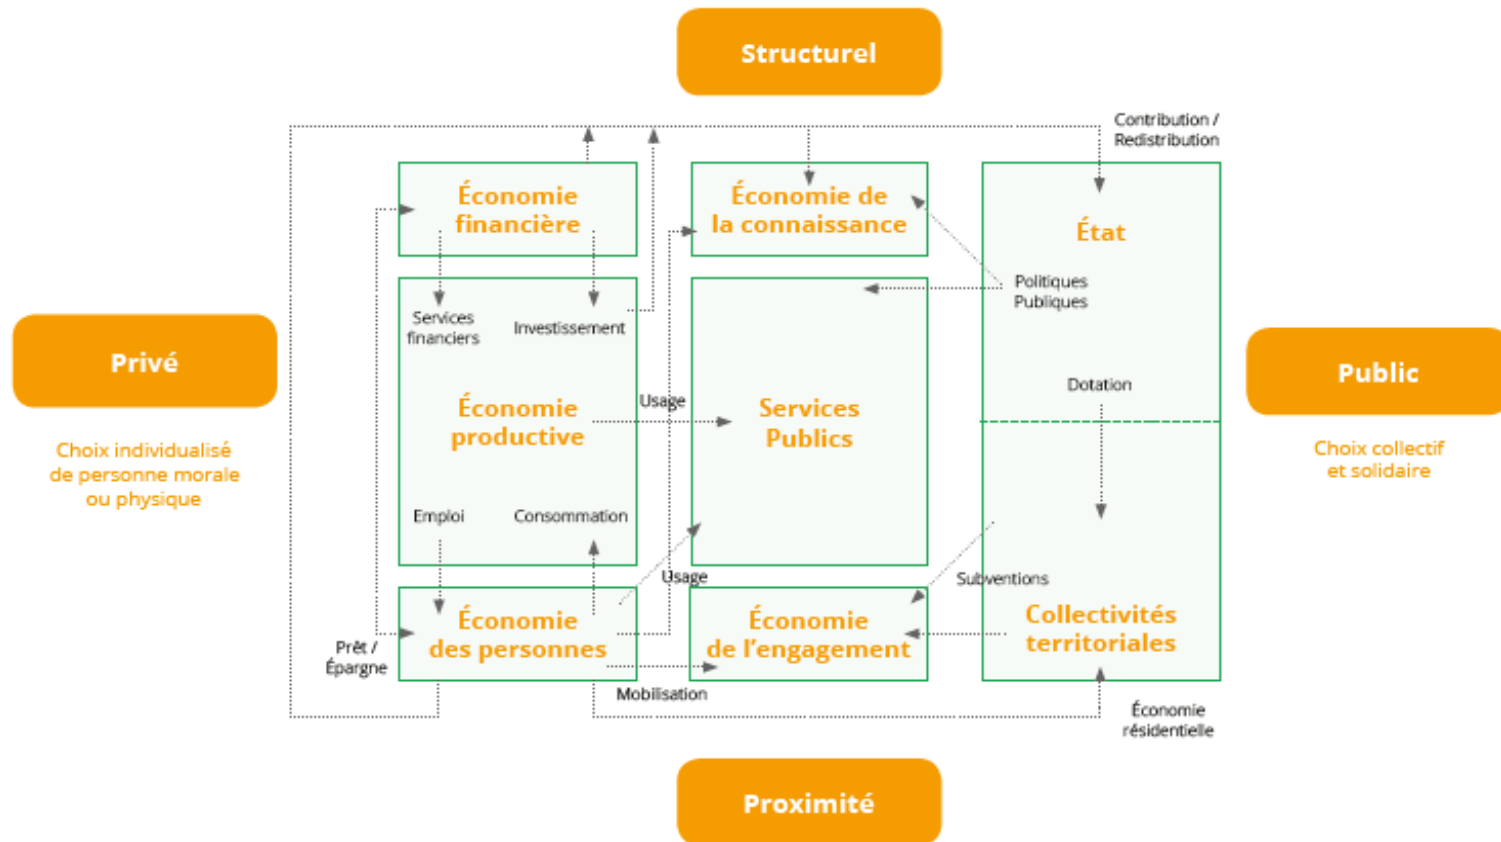 Structurel
Contribution /
Redistribution
Économie
financière
Économie de
la connaissance
État
Politiques
Publiques
Services
financiers
Investissement
Privé
Choix individualisé
de personne morale
ou physique
Public
Choix collectif
et solidaire
Dotation
Usage
Économie
productive
Services
Publics
Emploi
Consommation
Usage
Subventions
Économie
des personnes
Économie
de l'engagement
Collectivités
territoriales
Prêt /
Épargne
Mobilisation
Économie
résidentielle
Proximité